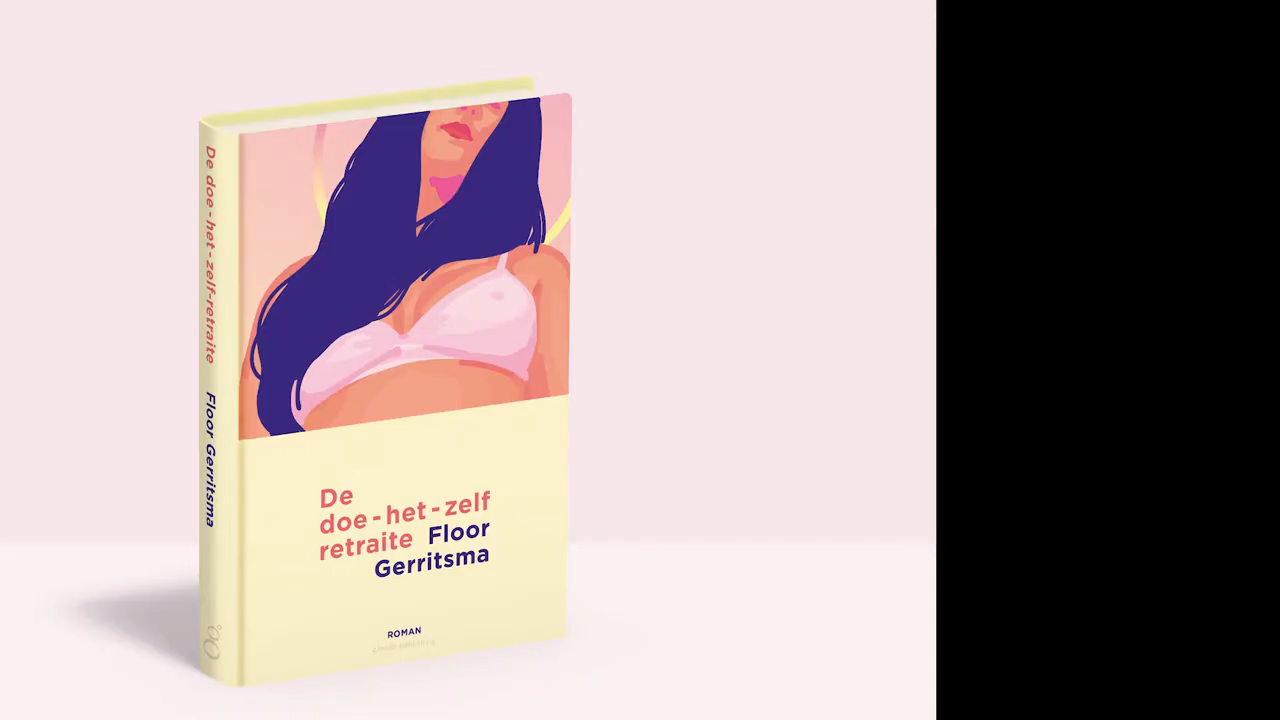 De doe-het-zelf-retraite Floor Gerritsma
De
doe-het-zelf
retraite Floor
Gerritsma
ROMAN